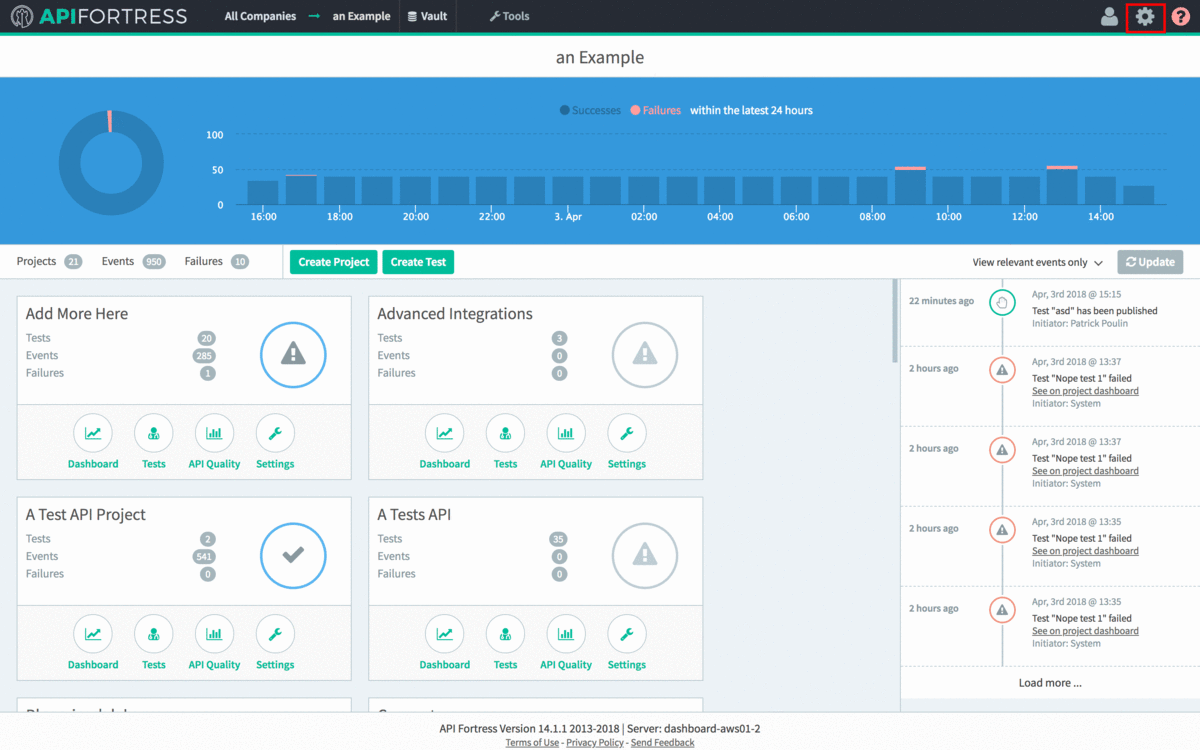 APIFORTRESS
All Companies → an Example
Vault
Tools
?
an Example
Successes Failures within the latest 24 hours
100
50
0
16:00 18:00 20:00 22:00 3. Apr 02:00 04:00 06:00 08:00 10:00 12:00 14:00
Projects 21 Events 950 Failures 10
Create Project
Create Test
View relevant events only
Update
Add More Here
Tests 20
Events 285
Failures 1
Dashboard Tests API Quality Settings
Advanced Integrations
Tests 3
Events 0
Failures 0
Dashboard Tests API Quality Settings
A Test API Project
Tests 2
Events 541
Failures 0
Dashboard Tests API Quality Settings
A Tests API
Tests 35
Events 0
Failures 0
Dashboard Tests API Quality Settings
22 minutes ago
Apr, 3rd 2018 @ 15:15
Test "asd" has been published
Initiator: Patrick Poulin
2 hours ago
Apr, 3rd 2018 @ 13:37
Test "Nope test 1" failed
See on project dashboard
Initiator: System
2 hours ago
Apr, 3rd 2018 @ 13:37
Test "Nope test 1" failed
See on project dashboard
Initiator: System
2 hours ago
Apr, 3rd 2018 @ 13:35
Test "Nope test 1" failed
See on project dashboard
Initiator: System
2 hours ago
Apr, 3rd 2018 @ 13:35
Test "Nope test 1" failed
See on project dashboard
Initiator: System
Load more ...
API Fortress Version 14.1.1 2013-2018 | Server: dashboard-aws01-2
Terms of Use - Privacy Policy - Send Feedback